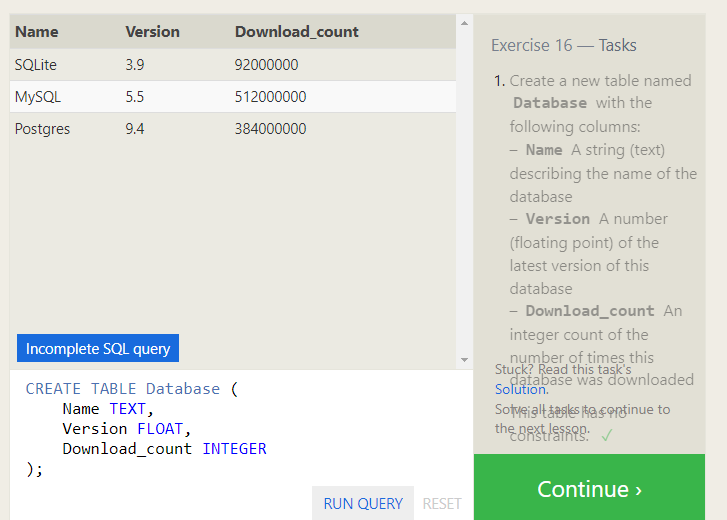 Name Version Download_count
SQLite 3.9 92000000
MySQL 5.5 512000000
Postgres 9.4 384000000
Incomplete SQL query
CREATE TABLE Database (
Name TEXT,
Version FLOAT,
Download_count INTEGER
);
RUN QUERY RESET
Exercise 16 — Tasks
1. Create a new table named
Database with the
following columns:
– Name A string (text)
describing the name of the
database
– Version A number
(floating point) of the
latest version of this
database
– Download_count An
integer count of the
number of times this
database was downloaded
This table has no
constraints. ✓
Stuck? Read this task's
Solution.
Solve all tasks to continue to
the next lesson.
Continue ›